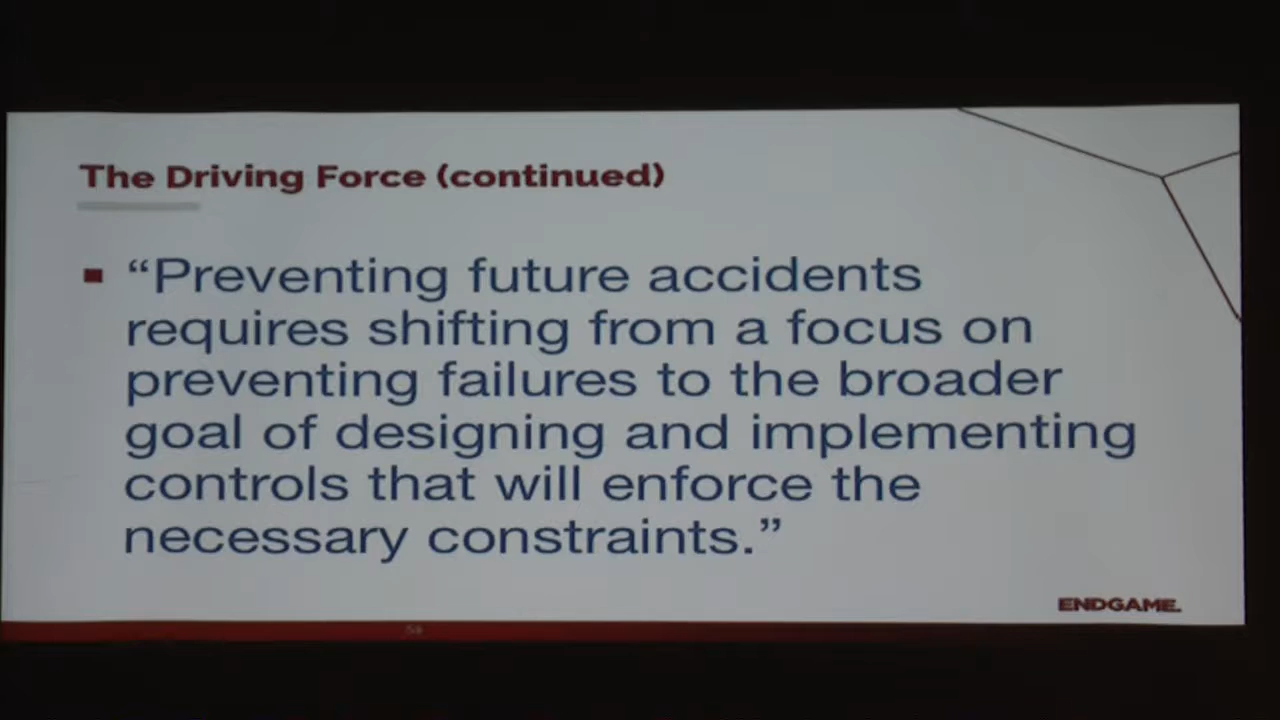 The Driving Force (continued)
“Preventing future accidents
requires shifting from a focus on
preventing failures to the broader
goal of designing and implementing
controls that will enforce the
necessary constraints.”
ENDGAME.